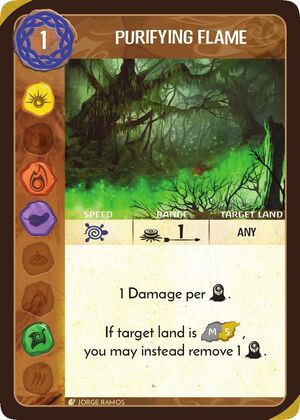 1
PURIFYING FLAME
SPEED
RANGE
TARGET LAND
1
ANY
1 Damage per .
If target land is M S ,
you may instead remove 1 .
JORGE RAMOS